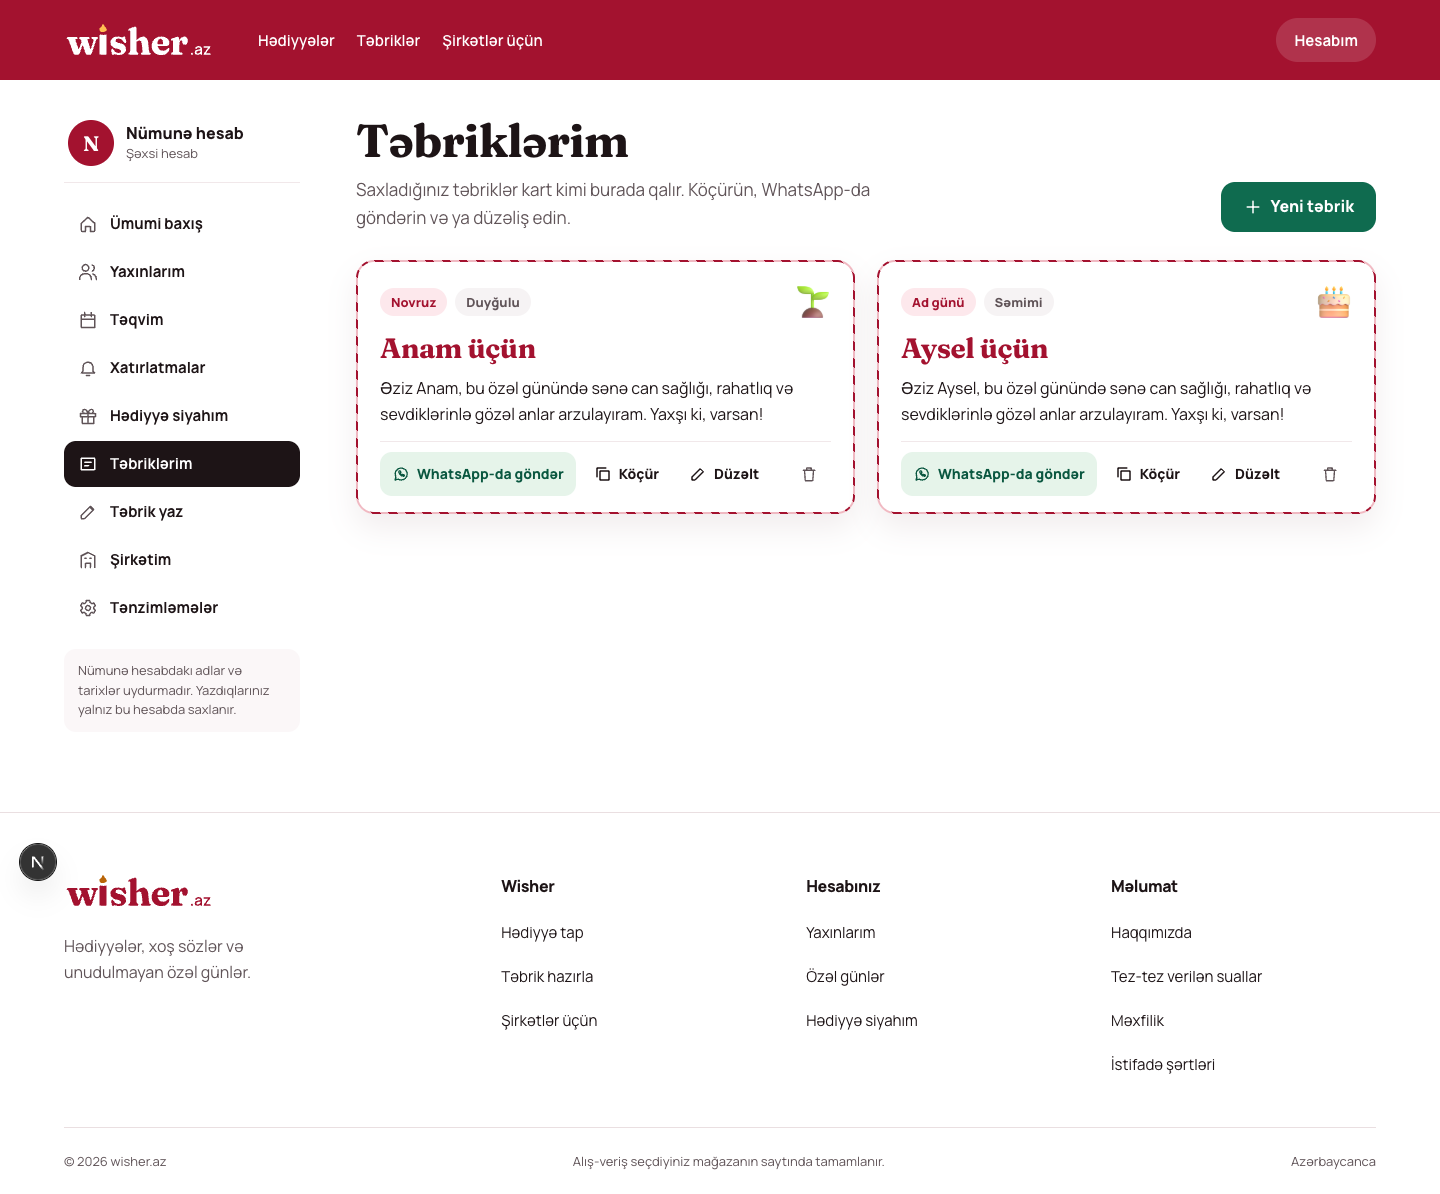 wisher.az
Hədiyyələr
Təbriklər
Şirkətlər üçün
Hesabım
N
Nümunə hesab
Şəxsi hesab
Ümumi baxış
Yaxınlarım
Təqvim
Xatırlatmalar
Hədiyyə siyahım
Təbriklərim
Təbrik yaz
Şirkətim
Tənzimləmələr
Nümunə hesabdakı adlar və
tarixlər uydurmadır. Yazdıqlarınız
yalnız bu hesabda saxlanır.
Təbriklərim
Saxladığınız təbriklər kart kimi burada qalır. Köçürün, WhatsApp-da
göndərin və ya düzəliş edin.
Yeni təbrik
Novruz
Duyğulu
Anam üçün
Əziz Anam, bu özəl günündə sənə can sağlığı, rahatlıq və
sevdiklərinlə gözəl anlar arzulayıram. Yaxşı ki, varsan!
WhatsApp-da göndər
Köçür
Düzəlt
Ad günü
Səmimi
Aysel üçün
Əziz Aysel, bu özəl günündə sənə can sağlığı, rahatlıq və
sevdiklərinlə gözəl anlar arzulayıram. Yaxşı ki, varsan!
WhatsApp-da göndər
Köçür
Düzəlt
N
wisher.az
Hədiyyələr, xoş sözlər və
unudulmayan özəl günlər.
Wisher
Hədiyyə tap
Təbrik hazırla
Şirkətlər üçün
Hesabınız
Yaxınlarım
Özəl günlər
Hədiyyə siyahım
Məlumat
Haqqımızda
Tez-tez verilən suallar
Məxfilik
İstifadə şərtləri
© 2026 wisher.az
Alış-veriş seçdiyiniz mağazanın saytında tamamlanır.
Azərbaycanca